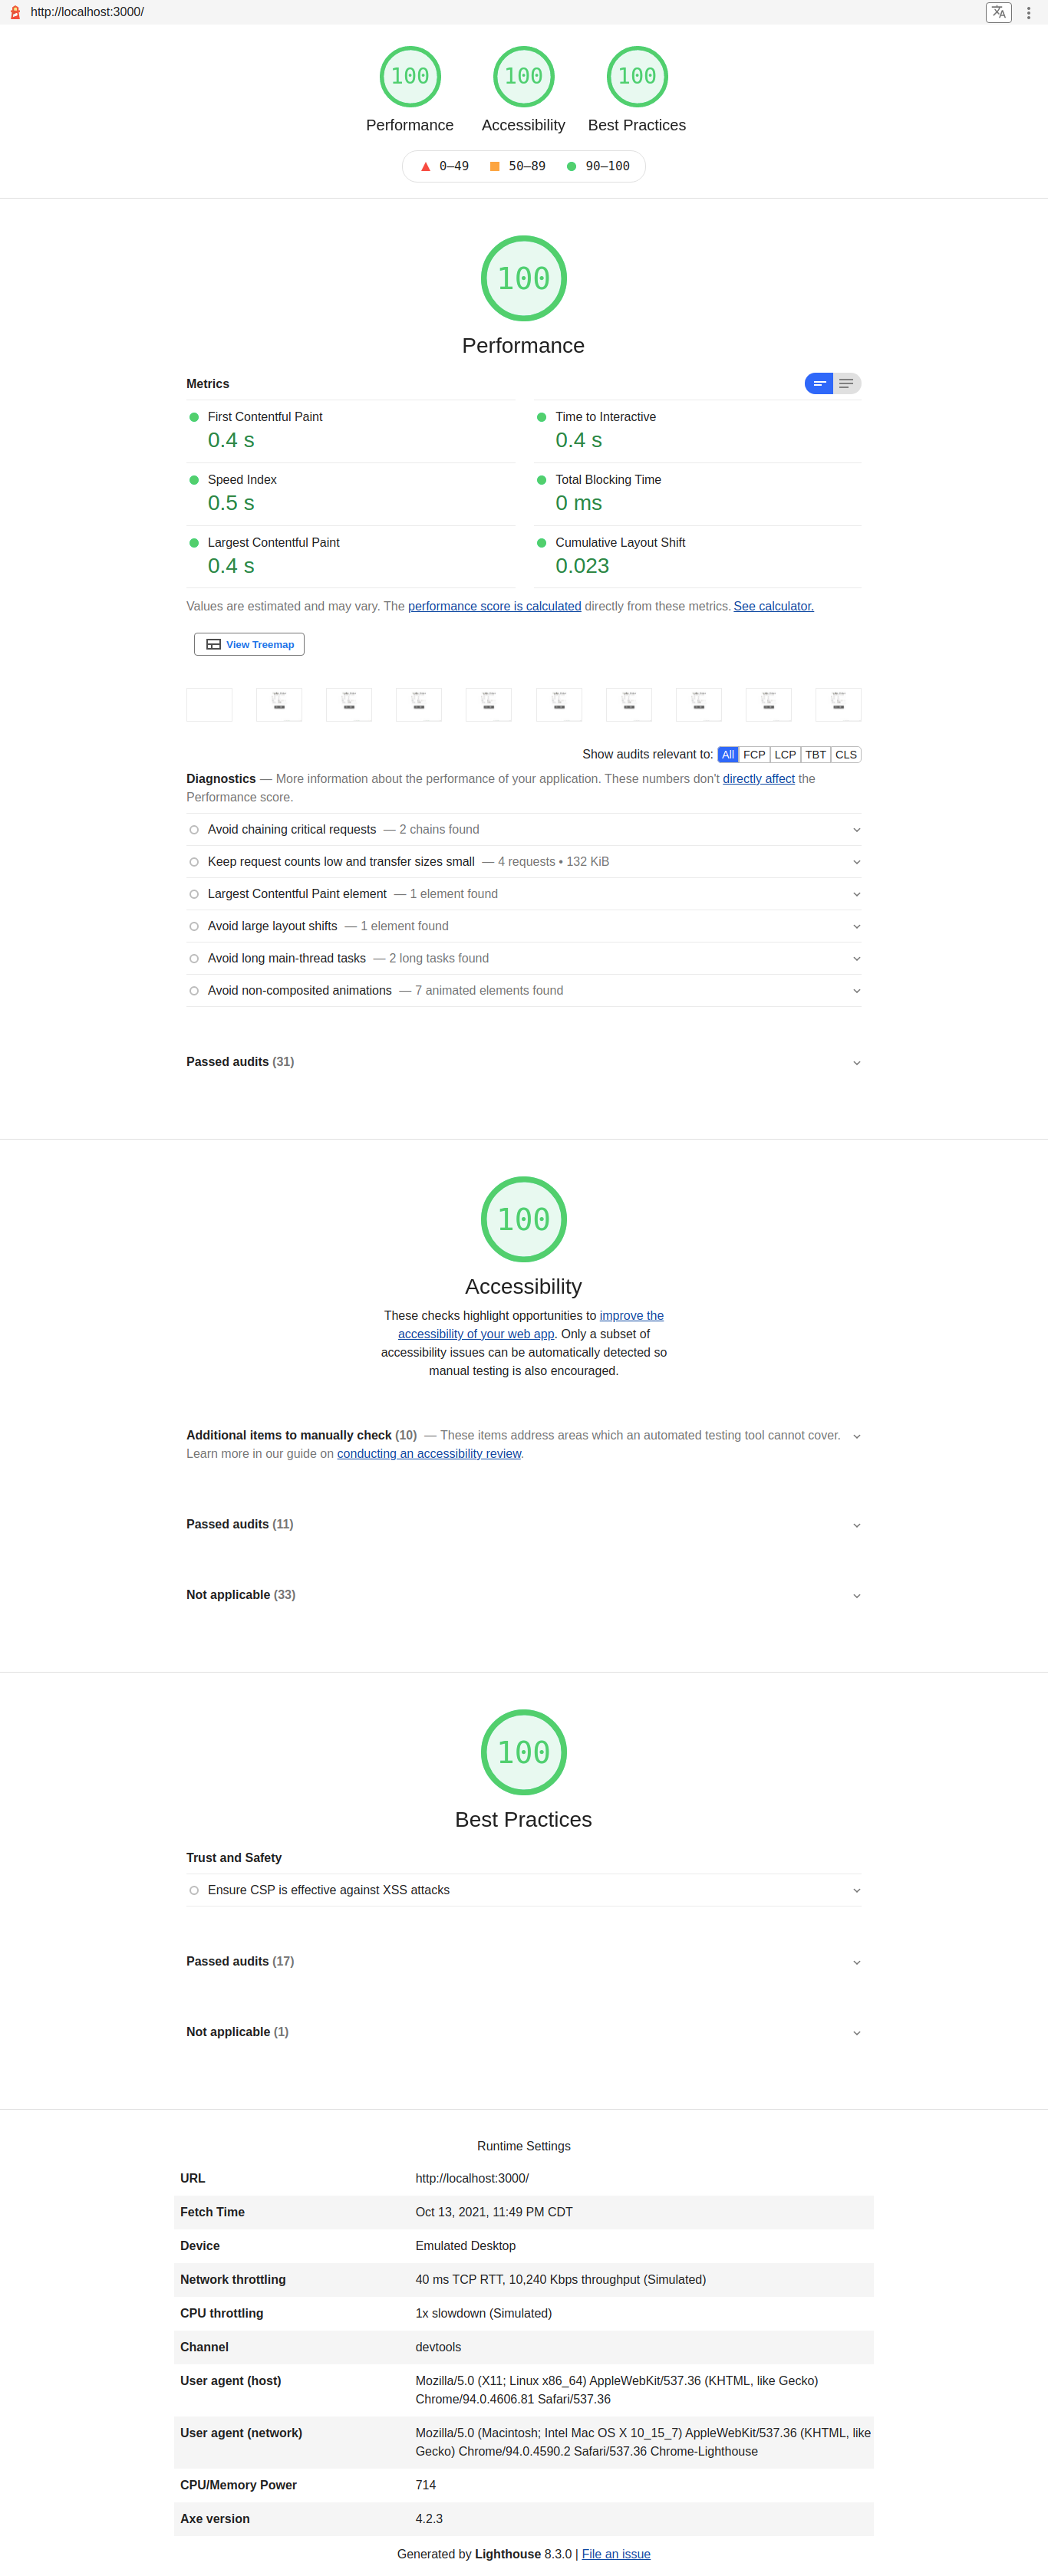 http://localhost:3000/
100 100 100
Performance Accessibility Best Practices
0–49 50–89 90–100
100
Performance
Metrics
First Contentful Paint
0.4 s
Time to Interactive
0.4 s
Speed Index
0.5 s
Total Blocking Time
0 ms
Largest Contentful Paint
0.4 s
Cumulative Layout Shift
0.023
Values are estimated and may vary. The performance score is calculated directly from these metrics. See calculator.
View Treemap
Show audits relevant to: All FCP LCP TBT CLS
Diagnostics — More information about the performance of your application. These numbers don't directly affect the
Performance score.
Avoid chaining critical requests — 2 chains found
Keep request counts low and transfer sizes small — 4 requests • 132 KiB
Largest Contentful Paint element — 1 element found
Avoid large layout shifts — 1 element found
Avoid long main-thread tasks — 2 long tasks found
Avoid non-composited animations — 7 animated elements found
Passed audits (31)
100
Accessibility
These checks highlight opportunities to improve the
accessibility of your web app. Only a subset of
accessibility issues can be automatically detected so
manual testing is also encouraged.
Additional items to manually check (10) — These items address areas which an automated testing tool cannot cover.
Learn more in our guide on conducting an accessibility review.
Passed audits (11)
Not applicable (33)
100
Best Practices
Trust and Safety
Ensure CSP is effective against XSS attacks
Passed audits (17)
Not applicable (1)
Runtime Settings
URL http://localhost:3000/
Fetch Time Oct 13, 2021, 11:49 PM CDT
Device Emulated Desktop
Network throttling 40 ms TCP RTT, 10,240 Kbps throughput (Simulated)
CPU throttling 1x slowdown (Simulated)
Channel devtools
User agent (host) Mozilla/5.0 (X11; Linux x86_64) AppleWebKit/537.36 (KHTML, like Gecko)
Chrome/94.0.4606.81 Safari/537.36
User agent (network) Mozilla/5.0 (Macintosh; Intel Mac OS X 10_15_7) AppleWebKit/537.36 (KHTML, like
Gecko) Chrome/94.0.4590.2 Safari/537.36 Chrome-Lighthouse
CPU/Memory Power 714
Axe version 4.2.3
Generated by Lighthouse 8.3.0 | File an issue